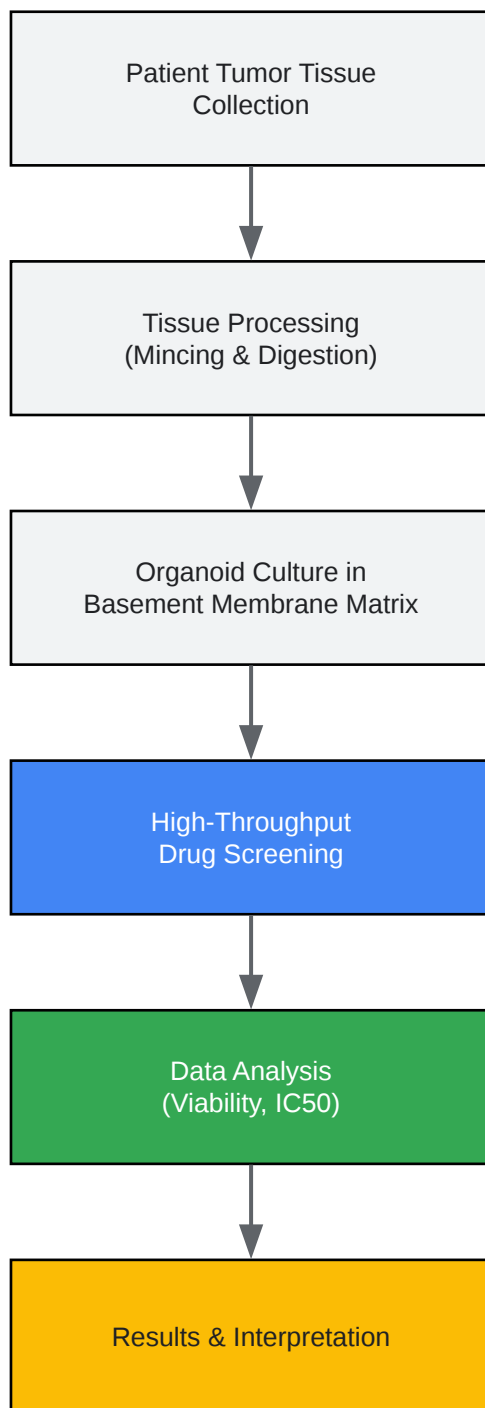 Patient Tumor Tissue
Collection
Tissue Processing
(Mincing & Digestion)
Organoid Culture in
Basement Membrane Matrix
High-Throughput
Drug Screening
Data Analysis
(Viability, IC50)
Results & Interpretation